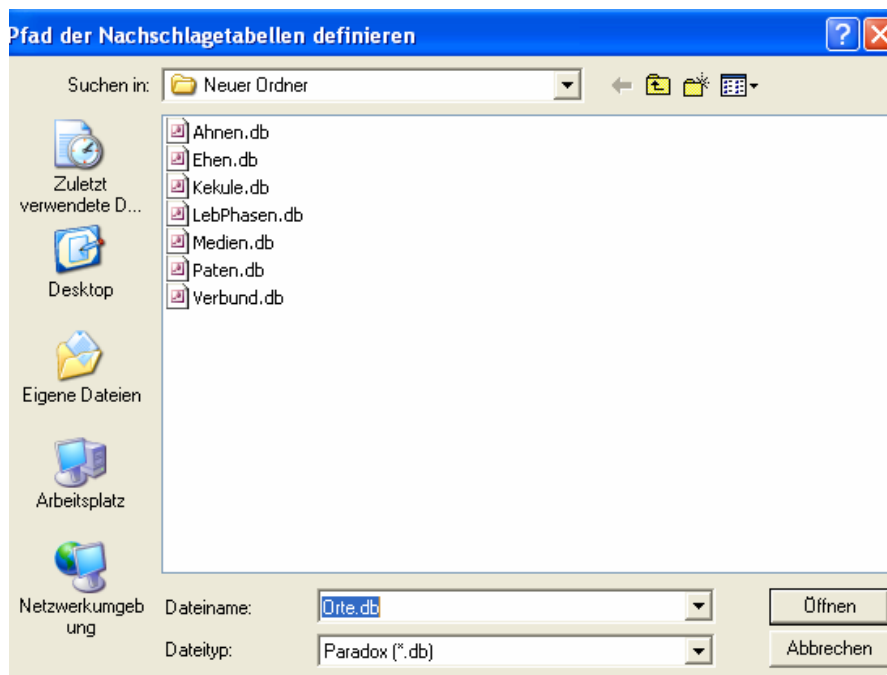 Pfad der Nachschlagetabellen definieren
Suchen in:
Neuer Ordner
Zuletzt
verwendete D...
Desktop
Eigene Dateien
Arbeitsplatz
Netzwerkumgeb
ung
Ahnen.db
Ehen.db
Kekule.db
LebPhasen.db
Medien.db
Paten.db
Verbund.db
Dateiname:
Orte.db
Öffnen
Dateityp:
Paradox (*.db)
Abbrechen